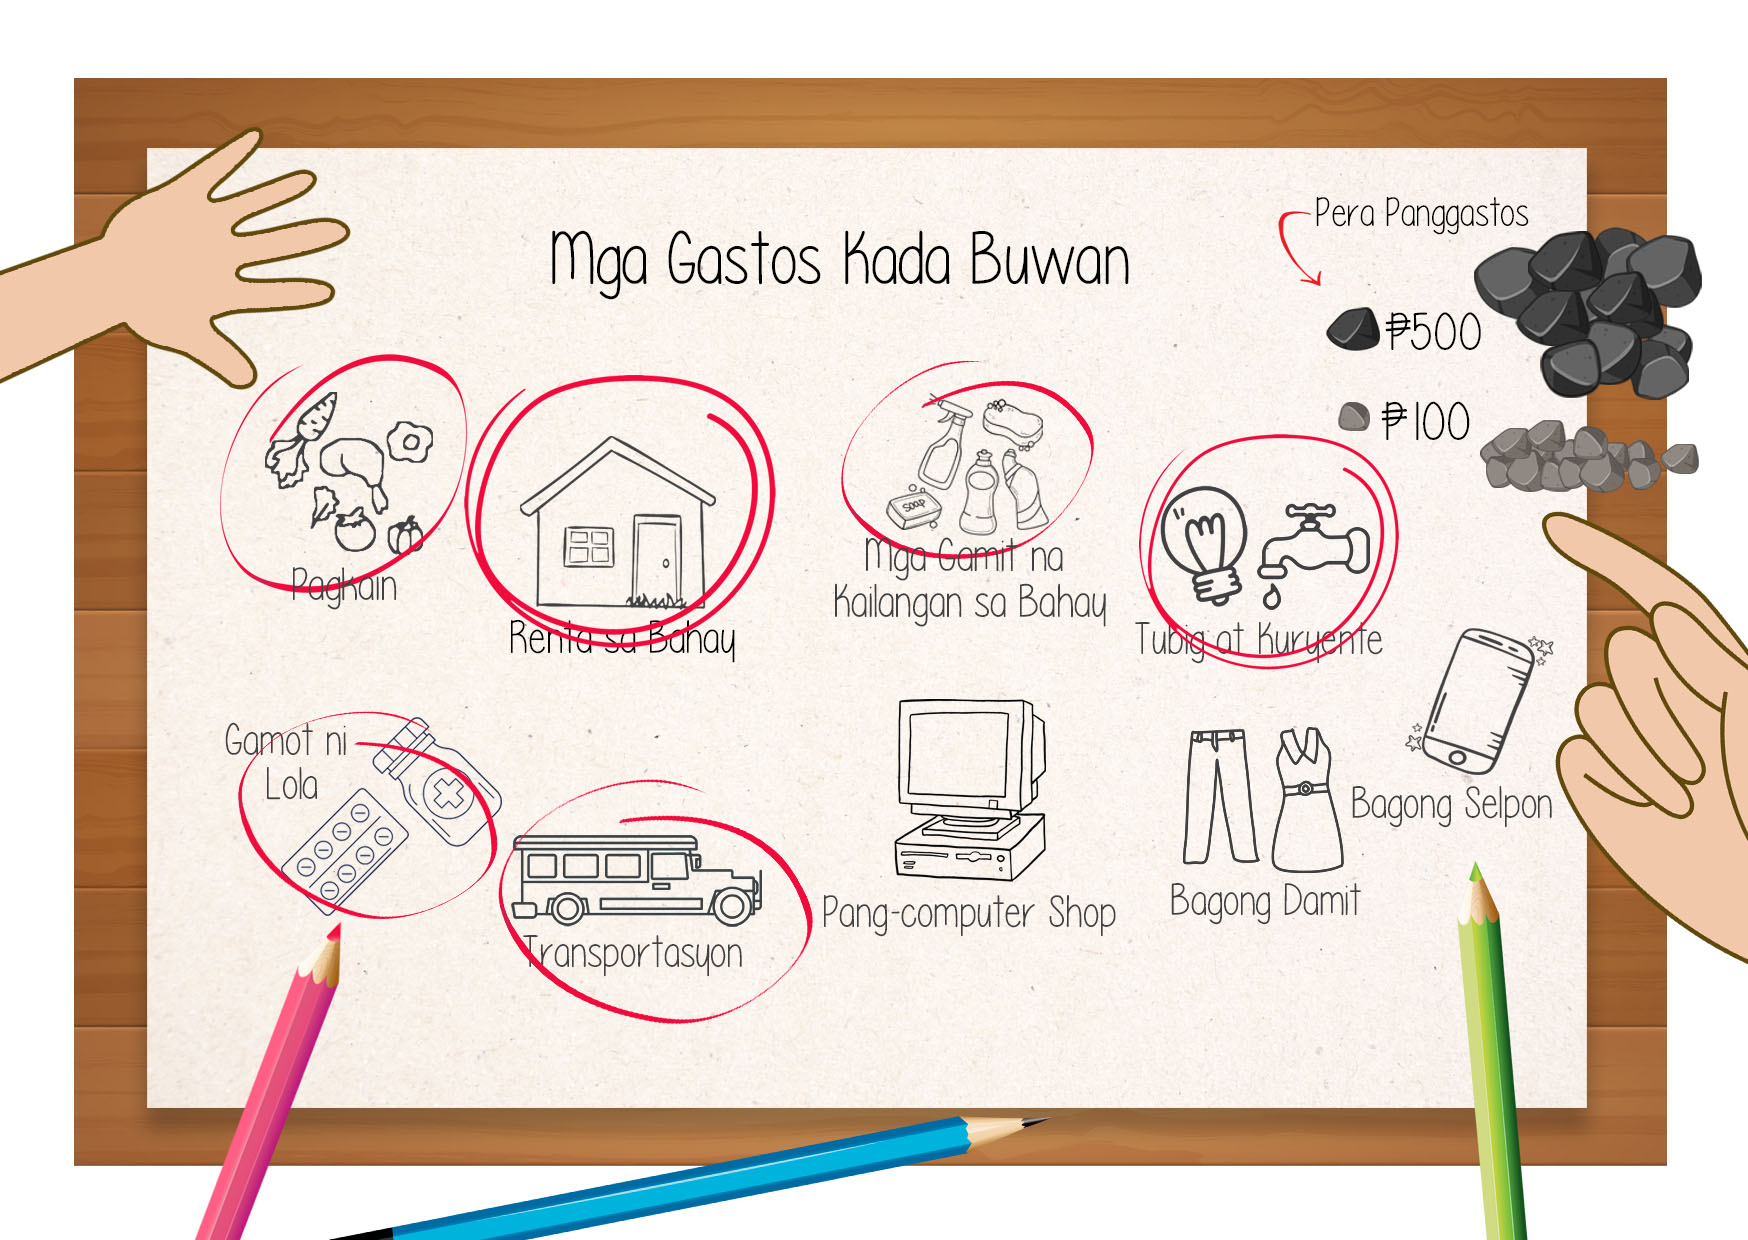 Mga Gastos Kada Buwan
Pera Panggastos
₱500
₱100
Pagkain
Renta sa Bahay
SOAP
Mga Gamit na
Kailangan sa Bahay
Tubig at Kuryente
Gamot ni
Lola
Transportasyon
Pang-computer Shop
Bagong Damit
Bagong Selpon